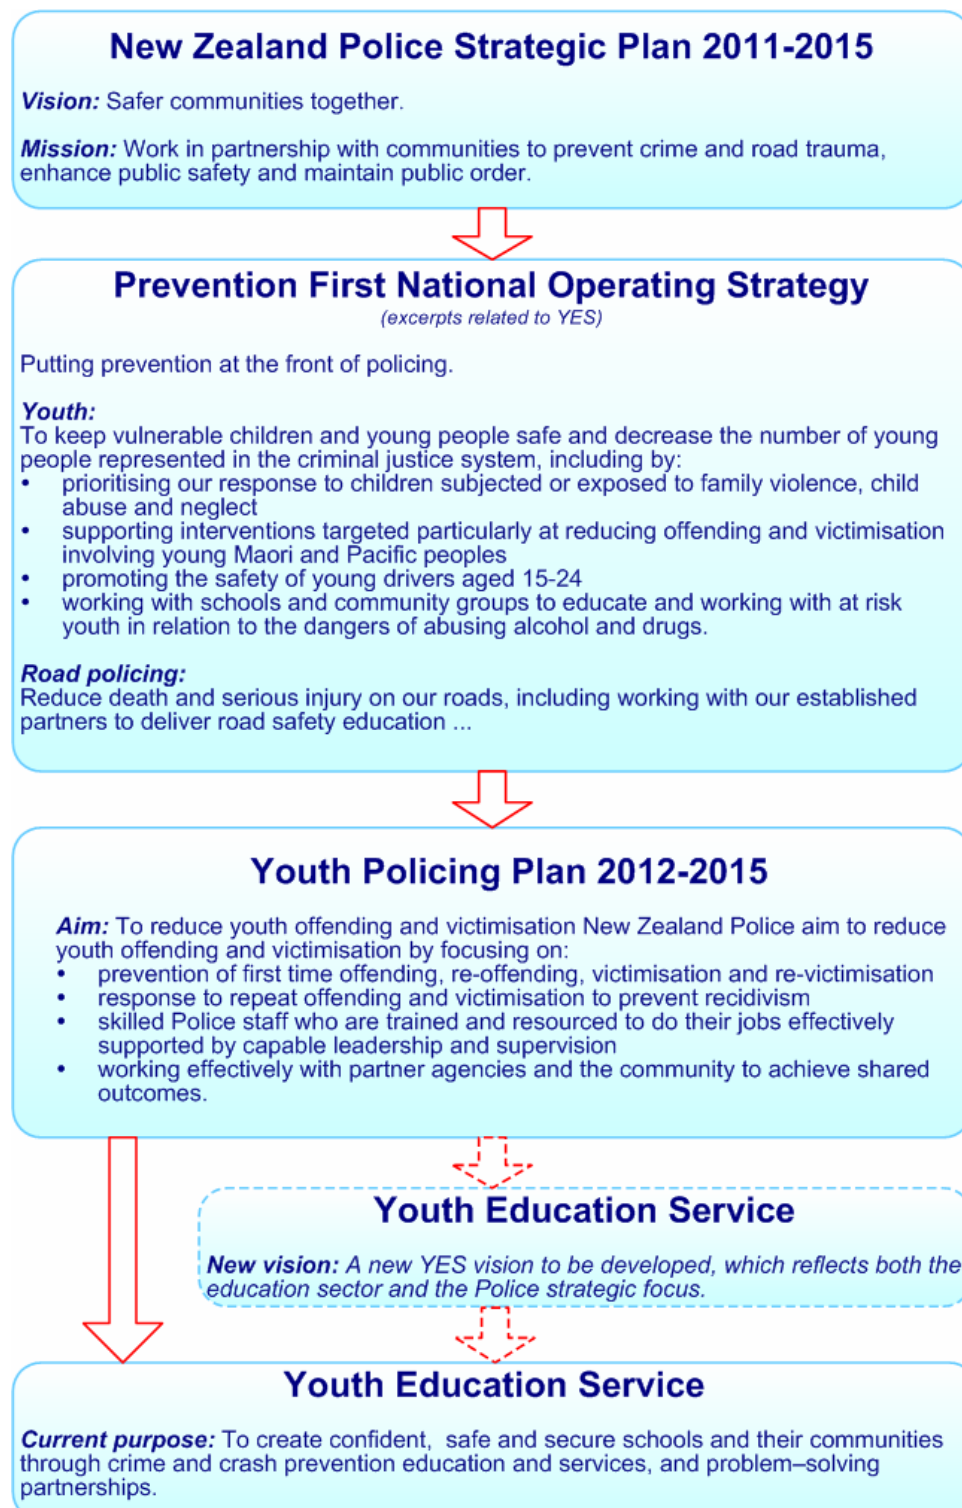 New Zealand Police Strategic Plan 2011-2015
Vision: Safer communities together.
Mission: Work in partnership with communities to prevent crime and road trauma,
enhance public safety and maintain public order.
Prevention First National Operating Strategy
(excerpts related to YES)
Putting prevention at the front of policing.
Youth:
To keep vulnerable children and young people safe and decrease the number of young
people represented in the criminal justice system, including by:
• prioritising our response to children subjected or exposed to family violence, child
abuse and neglect
• supporting interventions targeted particularly at reducing offending and victimisation
involving young Maori and Pacific peoples
• promoting the safety of young drivers aged 15-24
• working with schools and community groups to educate and working with at risk
youth in relation to the dangers of abusing alcohol and drugs.
Road policing:
Reduce death and serious injury on our roads, including working with our established
partners to deliver road safety education ...
Youth Policing Plan 2012-2015
Aim: To reduce youth offending and victimisation New Zealand Police aim to reduce
youth offending and victimisation by focusing on:
• prevention of first time offending, re-offending, victimisation and re-victimisation
• response to repeat offending and victimisation to prevent recidivism
• skilled Police staff who are trained and resourced to do their jobs effectively
supported by capable leadership and supervision
• working effectively with partner agencies and the community to achieve shared
outcomes.
Youth Education Service
New vision: A new YES vision to be developed, which reflects both the
education sector and the Police strategic focus.
Youth Education Service
Current purpose: To create confident, safe and secure schools and their communities
through crime and crash prevention education and services, and problem–solving
partnerships.